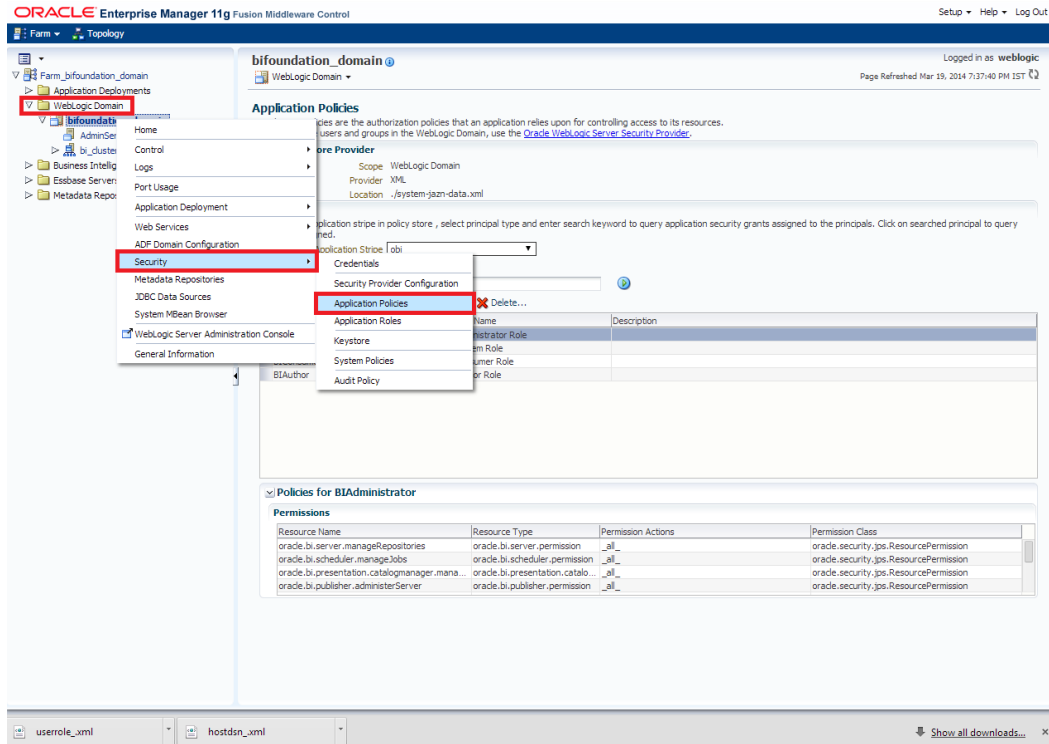 ORACLE Enterprise Manager 11g Fusion Middleware Control
Setup Help Log Out
Farm Topology
Farm_bifoundation_domain
Application Deployments
WebLogic Domain
bifoundati
AdminSer
bi_cluster
Business Intellig
Essbase Server
Metadata Repos
bifoundation_domain
WebLogic Domain
Logged in as weblogic
Page Refreshed Mar 19, 2014 7:37:40 PM IST
Application Policies
cies are the authorization policies that an application relies upon for controlling access to its resources.
users and groups in the WebLogic Domain, use the Oracle WebLogic Server Security Provider.
ore Provider
Scope WebLogic Domain
Provider XML
Location ./system-jazn-data.xml
plication stripe in policy store , select principal type and enter search keyword to query application security grants assigned to the principals. Click on searched principal to query
ned.
Application Stripe obi
Home
Control
Logs
Port Usage
Application Deployment
Web Services
ADF Domain Configuration
Security
Metadata Repositories
JDBC Data Sources
System MBean Browser
WebLogic Server Administration Console
General Information
Credentials
Security Provider Configuration
Application Policies
Application Roles
Keystore
System Policies
Audit Policy
Delete...
Name Description
nistrator Role
em Role
umer Role
BIAuthor or Role
Policies for BIAdministrator
Permissions
Resource Name Resource Type Permission Actions Permission Class
oracle.bi.server.manageRepositories oracle.bi.server.permission _all_ oracle.security.jps.ResourcePermission
oracle.bi.scheduler.manageJobs oracle.bi.scheduler.permission _all_ oracle.security.jps.ResourcePermission
oracle.bi.presentation.catalogmanager.mana... oracle.bi.presentation.catalo... _all_ oracle.security.jps.ResourcePermission
oracle.bi.publisher.administerServer oracle.bi.publisher.permission _all_ oracle.security.jps.ResourcePermission
userrole_.xml
hostdsn_.xml
Show all downloads...